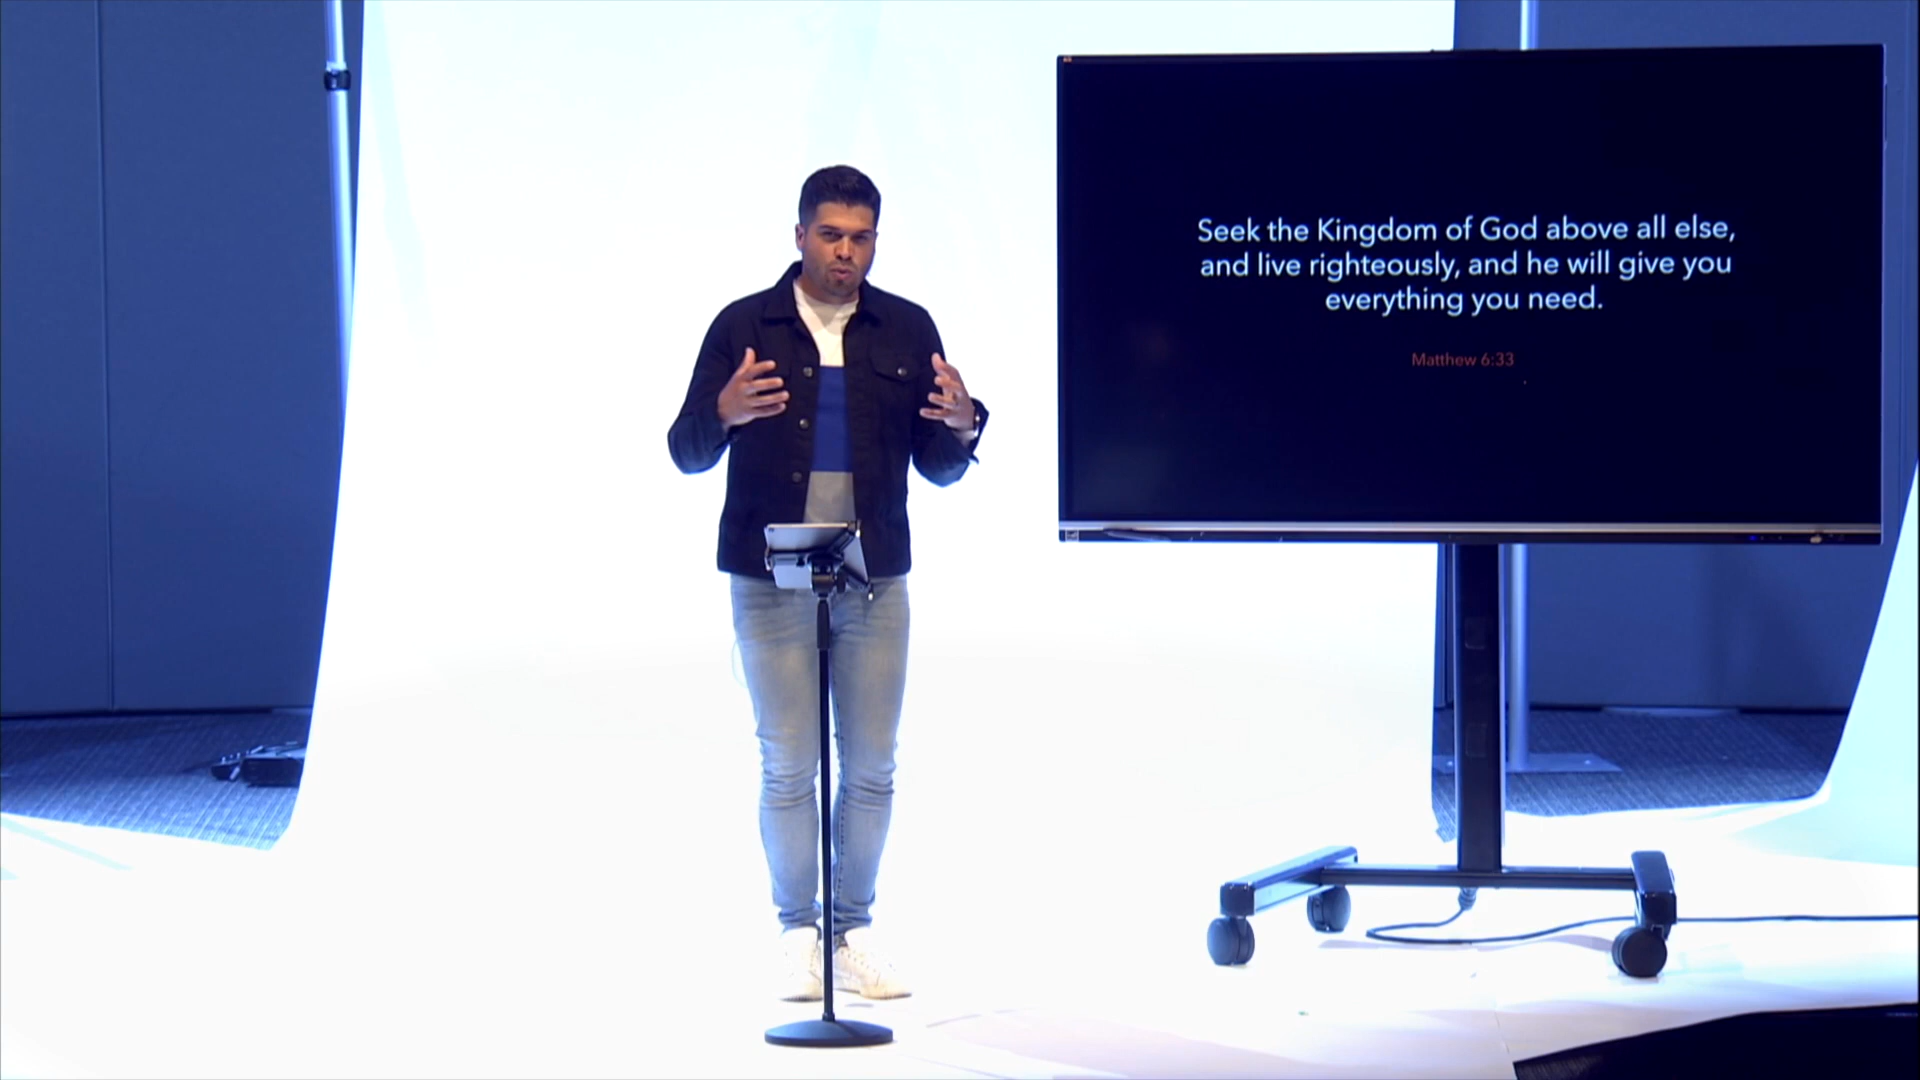 Seek the Kingdom of God above all else,
and live righteously, and he will give you
everything you need.
Matthew 6:33